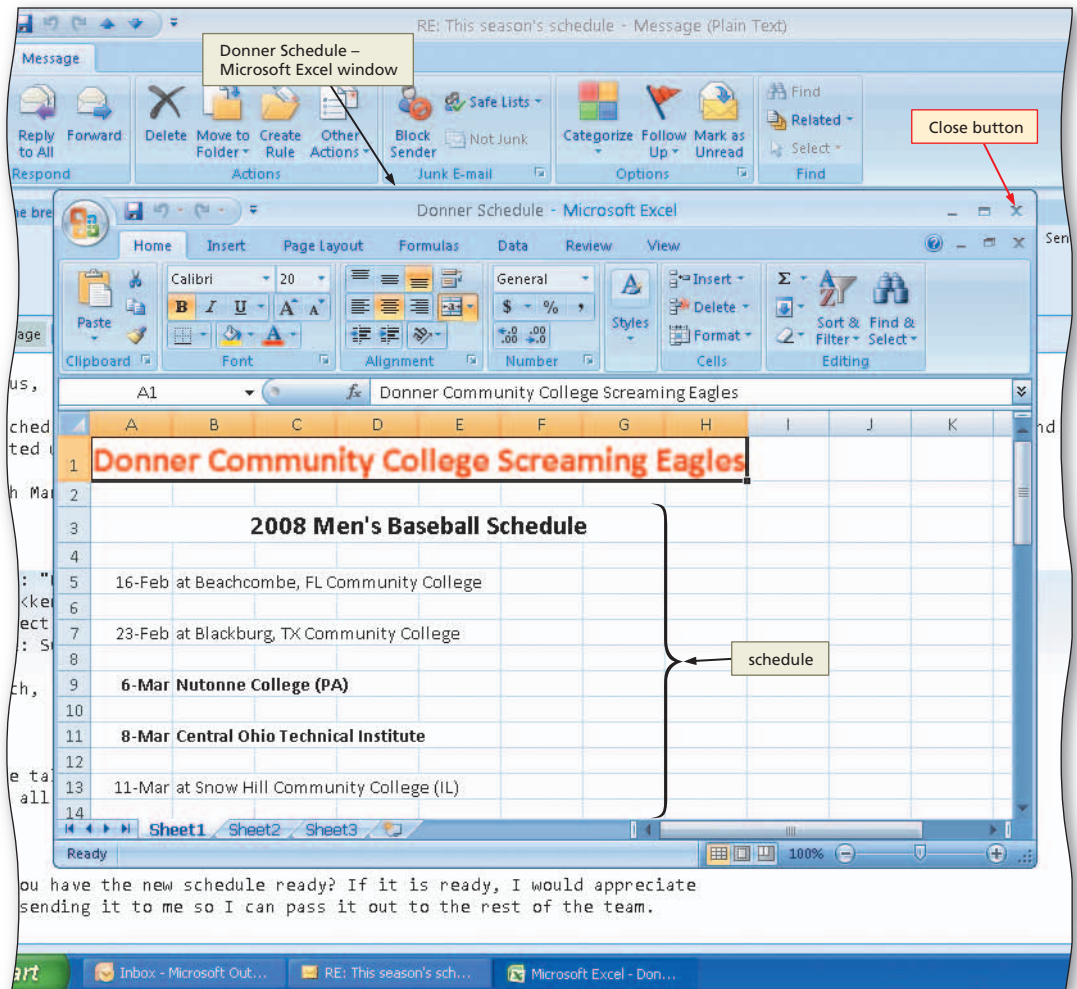 RE: This season's schedule - Message (Plain Text)
Donner Schedule –
Microsoft Excel window
Message
Reply to All
Forward
Respond
Delete
Move to Folder
Create Rule
Other Actions
Actions
Block Sender
Safe Lists
Not Junk
Junk E-mail
Categorize
Follow Up
Mark as Unread
Options
Find
Related
Select
Find
Close button
Donner Schedule - Microsoft Excel
Home Insert Page Layout Formulas Data Review View
Paste
Clipboard
Calibri 20
B I U A A
A
Font
Alignment
General
$ % ,
.0 .00
.00 .0
Number
A
Styles
Insert
Delete
Format
Cells
Σ
A
Z
Sort & Filter
Find & Select
Editing
Sen
A1 fx Donner Community College Screaming Eagles
A B C D E F G H I J K
1 Donner Community College Screaming Eagles
2
3 2008 Men's Baseball Schedule
4
5 16-Feb at Beachcombe, FL Community College
6
7 23-Feb at Blackburg, TX Community College
8
schedule
9 6-Mar Nutonne College (PA)
10
11 8-Mar Central Ohio Technical Institute
12
13 11-Mar at Snow Hill Community College (IL)
14
Sheet1 Sheet2 Sheet3
Ready 100%
ou have the new schedule ready? If it is ready, I would appreciate
sending it to me so I can pass it out to the rest of the team.
art Inbox - Microsoft Out... RE: This season's sch... Microsoft Excel - Don...